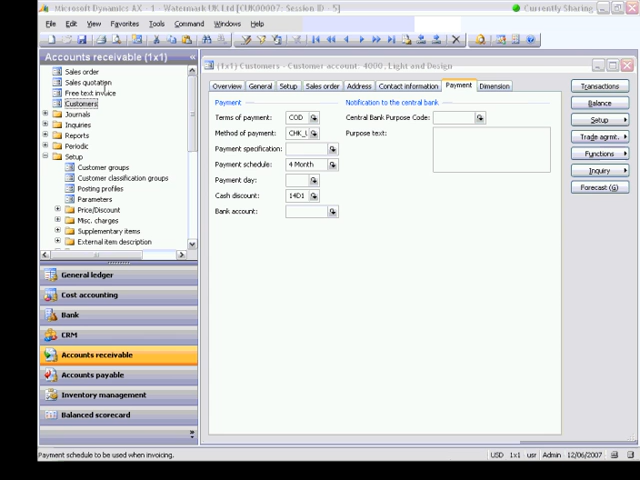 Microsoft Dynamics AX - 1 - Watermark UK Ltd [CUK00007: Session ID - 5]
Currently Sharing
File Edit View Favorites Tools Command Windows Help
Accounts receivable (1x1)
Sales order
Sales quotation
Free text invoice
Customers
Journals
Inquiries
Reports
Periodic
Setup
Customer groups
Customer classification groups
Posting profiles
Parameters
Price/Discount
Misc. charges
Supplementary items
External item description
General ledger
Cost accounting
Bank
CRM
Accounts receivable
Accounts payable
Inventory management
Balanced scorecard
(1x1) Customers - Customer account: 4000, Light and Design
Overview General Setup Sales order Address Contact information Payment Dimension
Payment
Terms of payment: COD
Method of payment: CHK_U
Payment specification:
Payment schedule: 4 Month
Payment day:
Cash discount: 14D1
Bank account:
Notification to the central bank
Central Bank Purpose Code:
Purpose text:
Transactions
Balance
Setup
Trade agrmt.
Functions
Inquiry
Forecast (G)
Payment schedule to be used when invoicing.
USD 1x1 usr Admin 12/06/2007